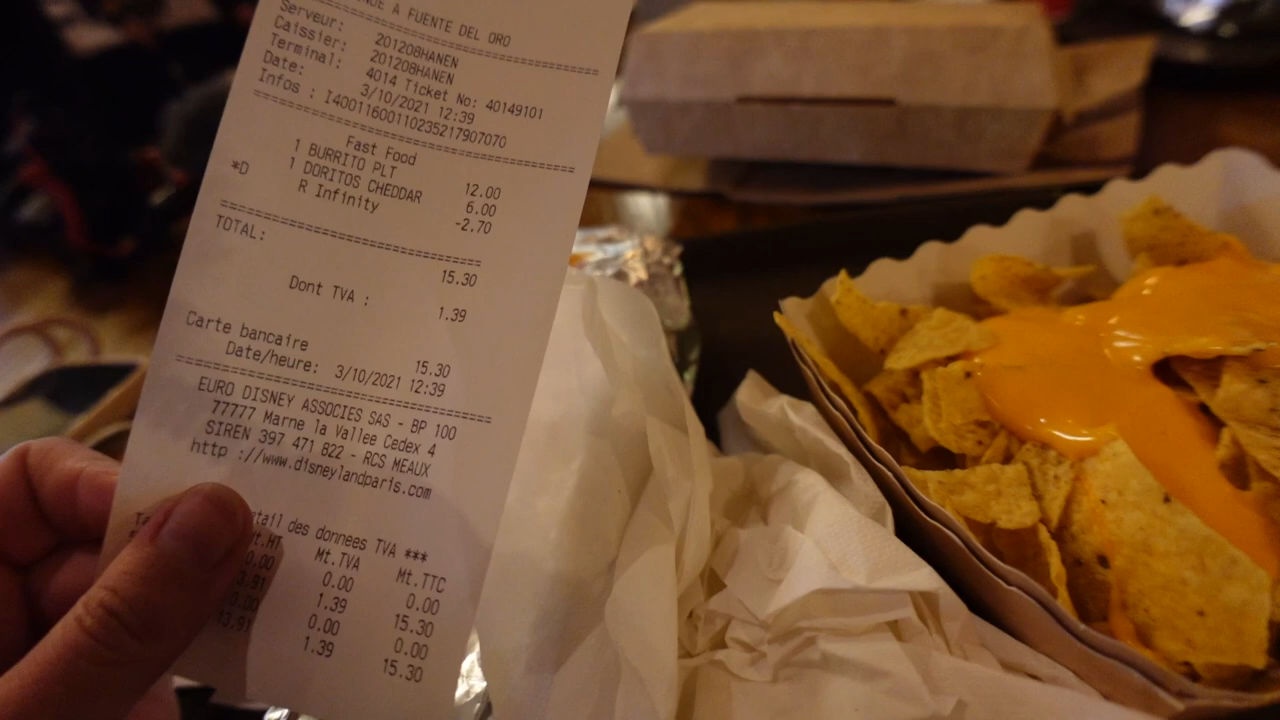 A FUENTE DEL ORO
Serveur: 201208HANEN
Caissier: 201208HANEN
Terminal: 4014 Ticket No: 40149101
Date: 3/10/2021 12:39
Infos : I40011600110235217907070
Fast Food
1 BURRITO PLT 12.00
*D 1 DORITOS CHEDDAR 6.00
R Infinity -2.70
TOTAL: 15.30
Dont TVA : 1.39
Carte bancaire 15.30
Date/heure: 3/10/2021 12:39
EURO DISNEY ASSOCIES SAS - BP 100
77777 Marne la Vallee Cedex 4
SIREN 397 471 822 - RCS MEAUX
http ://www.disneylandparis.com
des donnees TVA ***
Mt.TVA Mt.TTC
0.00 0.00
1.39 15.30
0.00 0.00
1.39 15.30